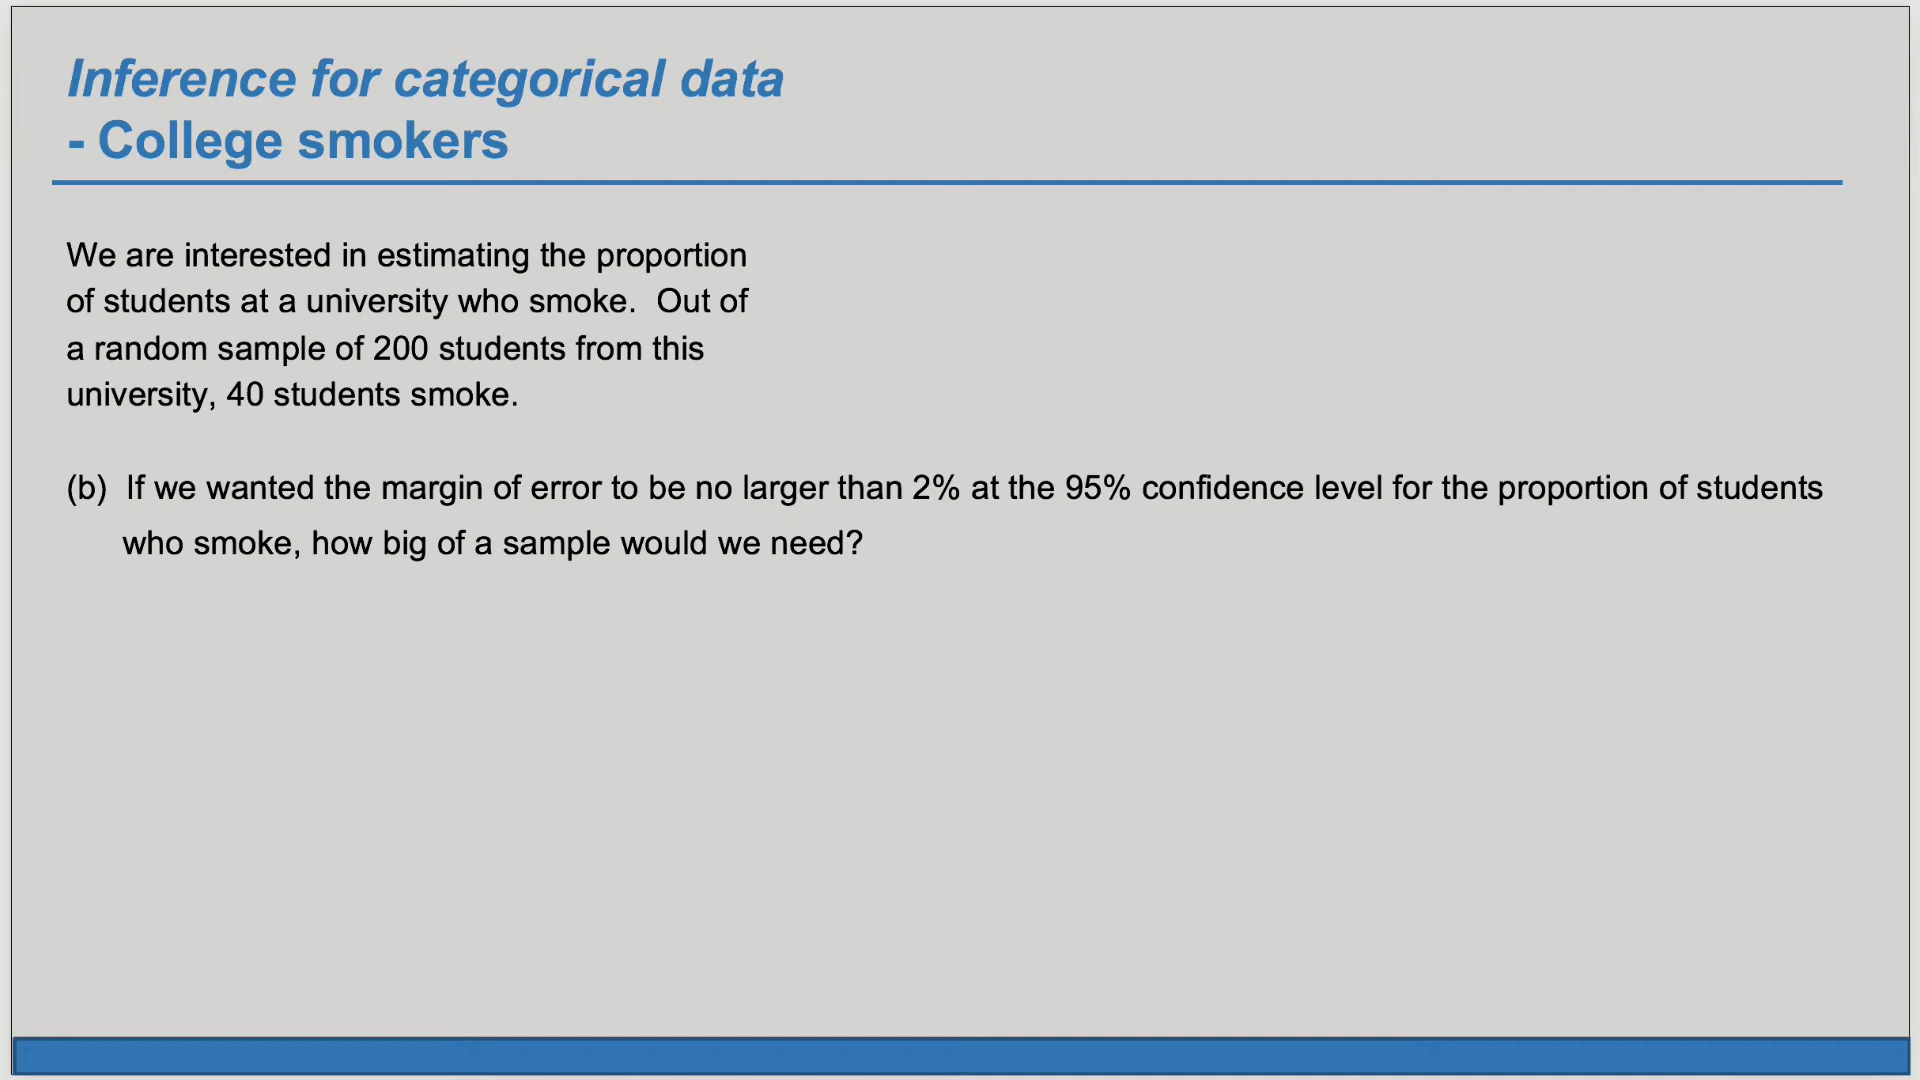 Inference for categorical data
- College smokers
We are interested in estimating the proportion
of students at a university who smoke.  Out of
a random sample of 200 students from this
university, 40 students smoke.
(b)  If we wanted the margin of error to be no larger than 2% at the 95% confidence level for the proportion of students
who smoke, how big of a sample would we need?